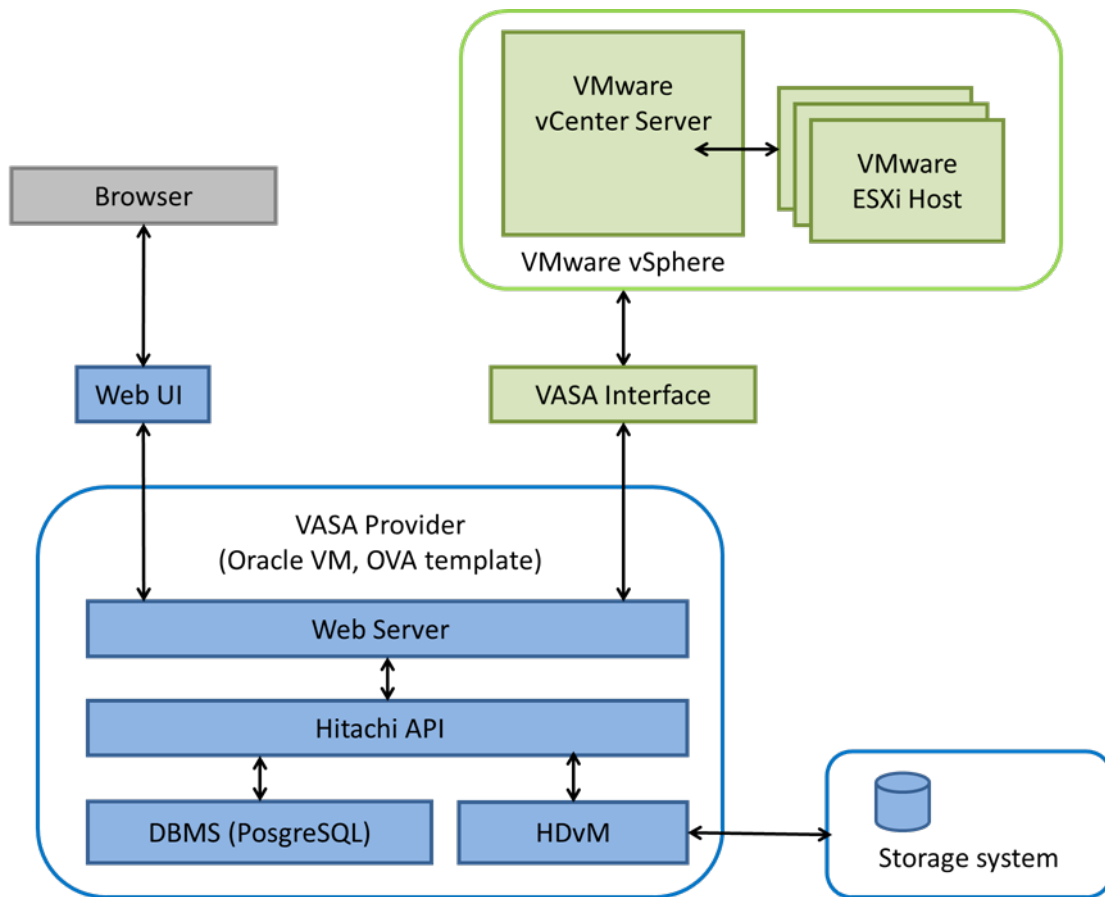 VMware
vCenter Server
VMware
ESXi Host
VMware vSphere
Browser
Web UI
VASA Interface
VASA Provider
(Oracle VM, OVA template)
Web Server
Hitachi API
DBMS (PosgreSQL)
HDvM
Storage system